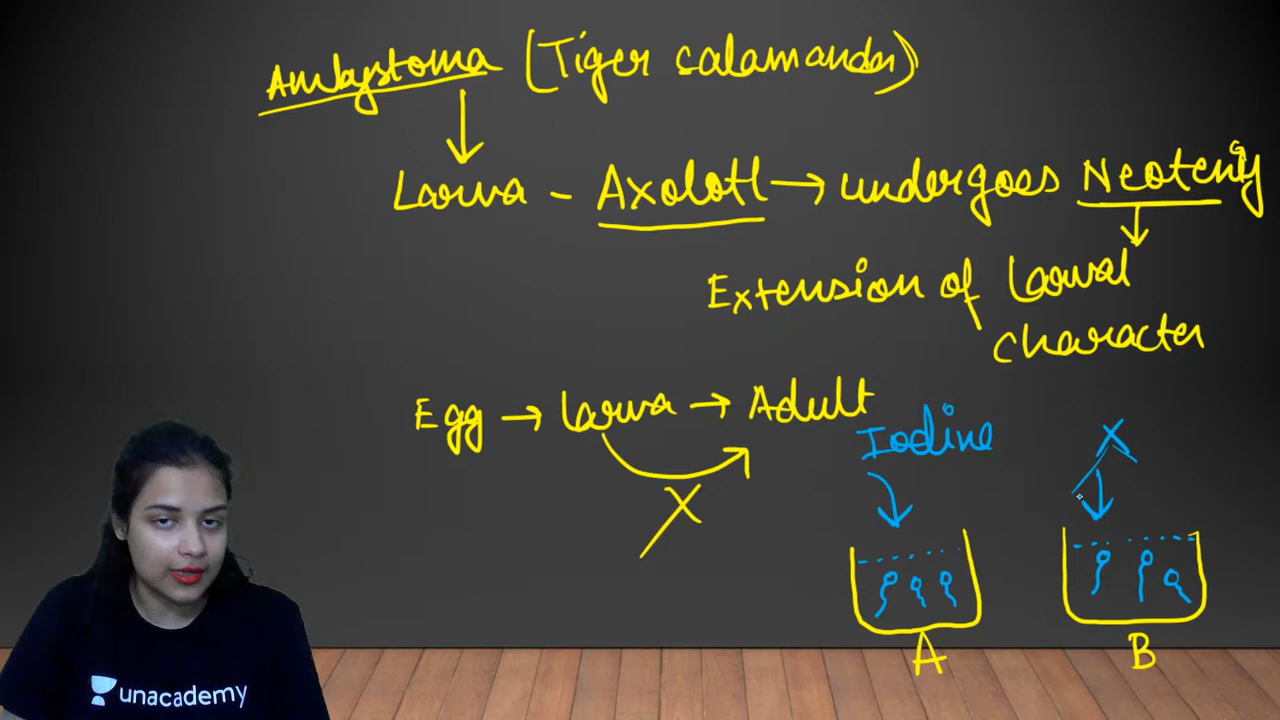 Ambystoma (Tiger salamander)
Larva - Axolotl → undergoes Neoteny
Extension of larval
character
Egg → larva → Adult
X
Iodine
X
A
B
unacademy